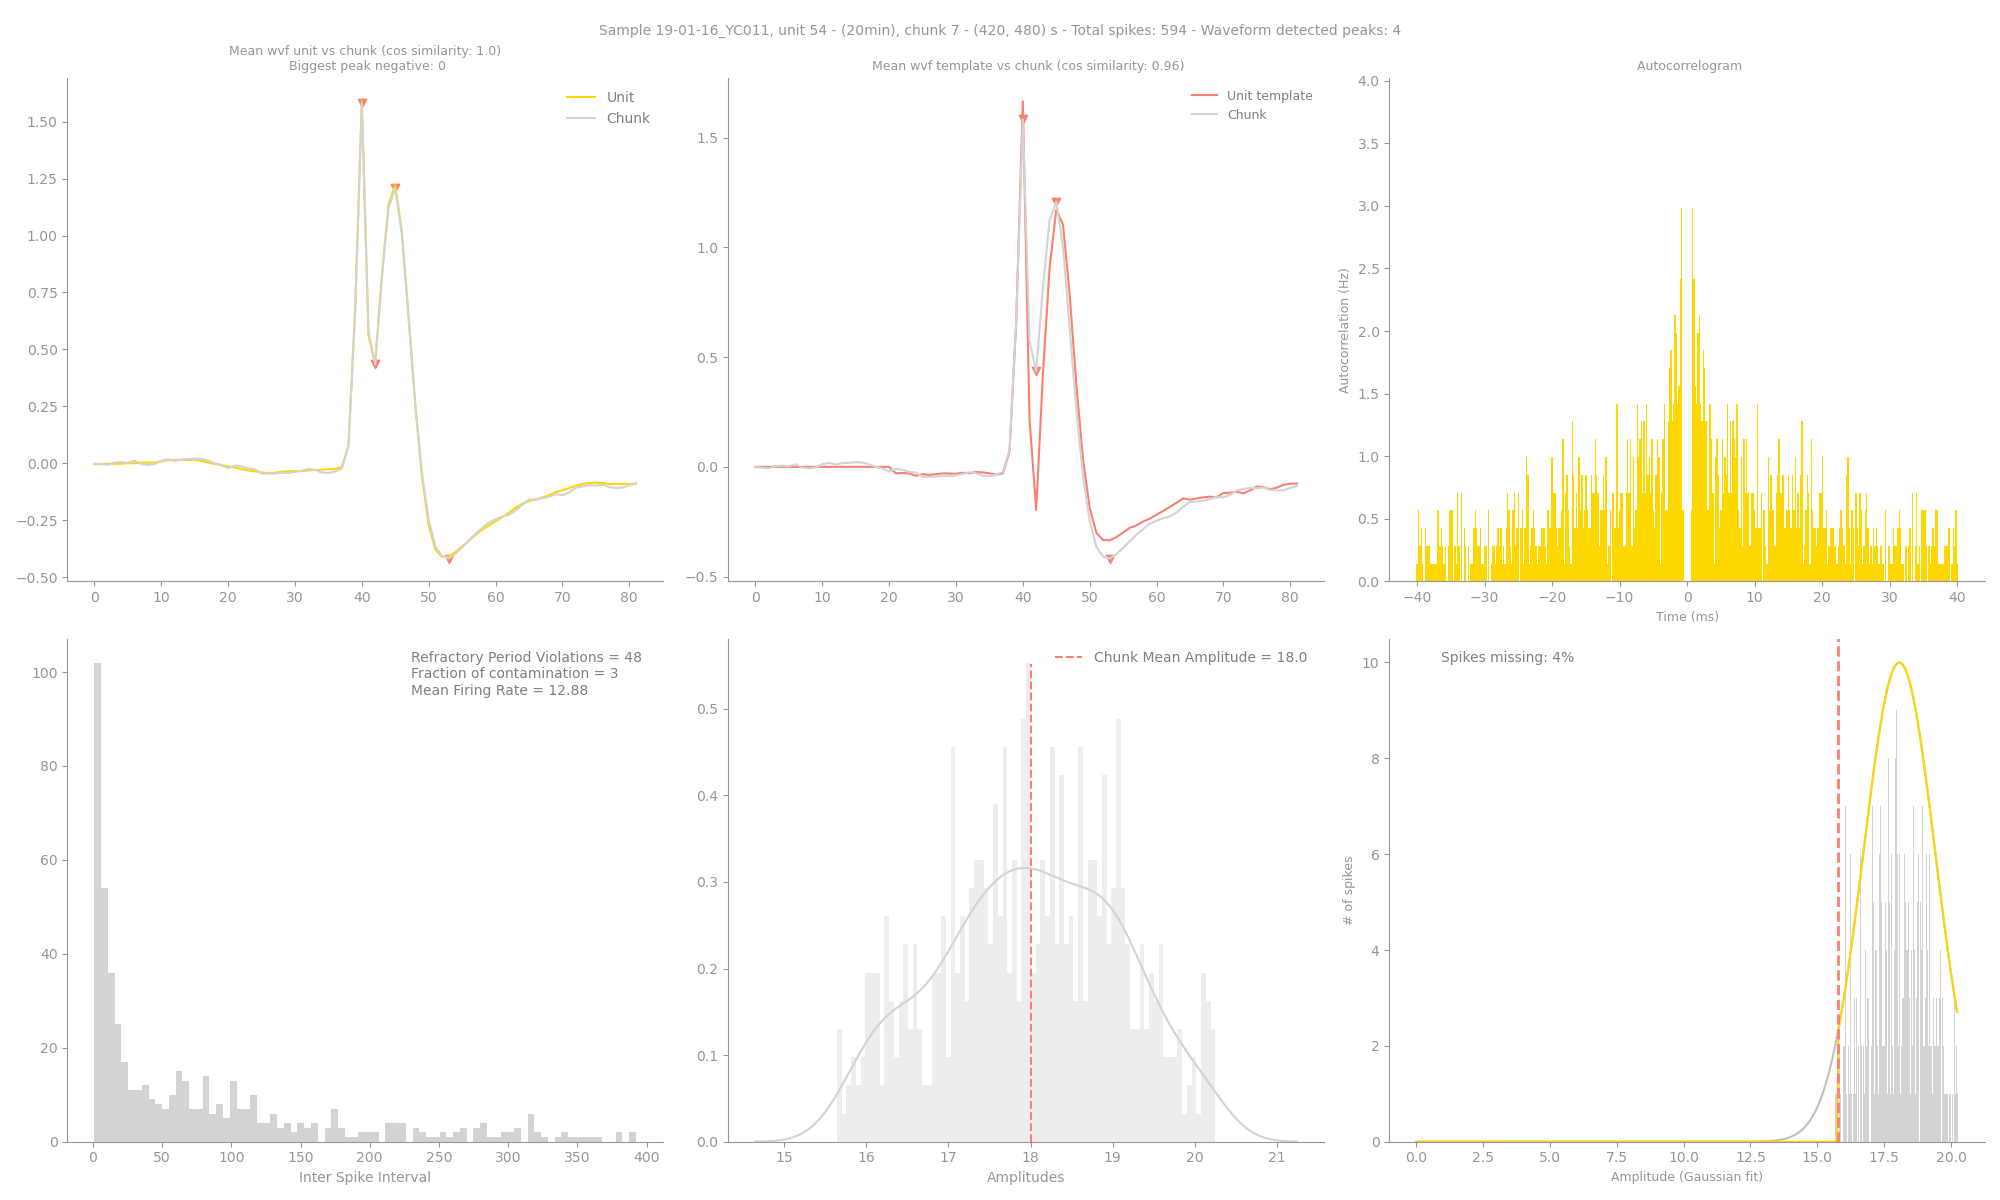 Sample 19-01-16_YC011, unit 54 - (20min), chunk 7 - (420, 480) s - Total spikes: 594 - Waveform detected peaks: 4
Mean wvf unit vs chunk (cos similarity: 1.0)
Biggest peak negative: 0
Unit
Chunk
1.50
1.25
1.00
0.75
0.50
0.25
0.00
−0.25
−0.50
0 10 20 30 40 50 60 70 80
Mean wvf template vs chunk (cos similarity: 0.96)
Unit template
Chunk
1.5
1.0
0.5
0.0
−0.5
0 10 20 30 40 50 60 70 80
Autocorrelogram
Autocorrelation (Hz)
4.0
3.5
3.0
2.5
2.0
1.5
1.0
0.5
0.0
−40 −30 −20 −10 0 10 20 30 40
Time (ms)
Refractory Period Violations = 48
Fraction of contamination = 3
Mean Firing Rate = 12.88
100
80
60
40
20
0
0 50 100 150 200 250 300 350 400
Inter Spike Interval
Chunk Mean Amplitude = 18.0
0.5
0.4
0.3
0.2
0.1
0.0
15 16 17 18 19 20 21
Amplitudes
Spikes missing: 4%
# of spikes
10
8
6
4
2
0
0.0 2.5 5.0 7.5 10.0 12.5 15.0 17.5 20.0
Amplitude (Gaussian fit)